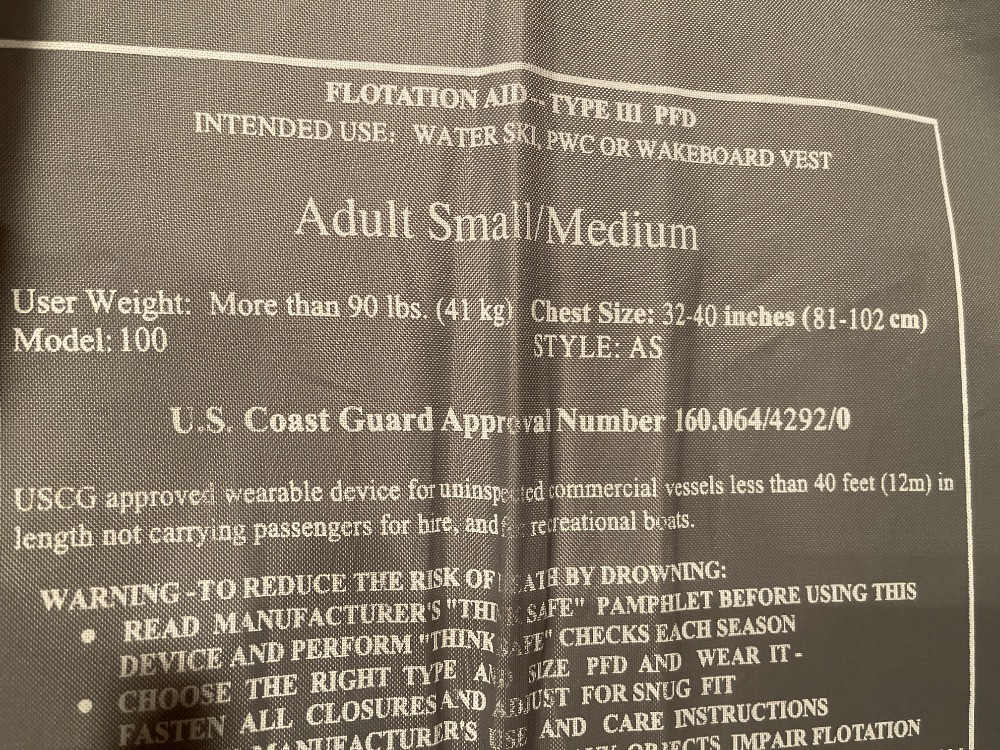 FLOTATION AID-- TYPE III PFD
INTENDED USE: WATER SKI, PWC OR WAKEBOARD VEST
Adult Small/Medium
User Weight: More than 90 lbs. (41 kg) Chest Size: 32-40 inches (81-102 cm)
Model: 100 STYLE: AS
U.S. Coast Guard Approval Number 160.064/4292/0
USCG approved wearable device for uninspected commercial vessels less than 40 feet (12m) in
length not carrying passengers for hire, and for recreational boats.
WARNING -TO REDUCE THE RISK OF DEATH BY DROWNING:
• READ MANUFACTURER'S "THINK SAFE" PAMPHLET BEFORE USING THIS
DEVICE AND PERFORM "THINK SAFE" CHECKS EACH SEASON
• CHOOSE THE RIGHT TYPE AND SIZE PFD AND WEAR IT -
FASTEN ALL CLOSURES AND ADJUST FOR SNUG FIT
MANUFACTURER'S USE AND CARE INSTRUCTIONS
OBJECTS IMPAIR FLOTATION